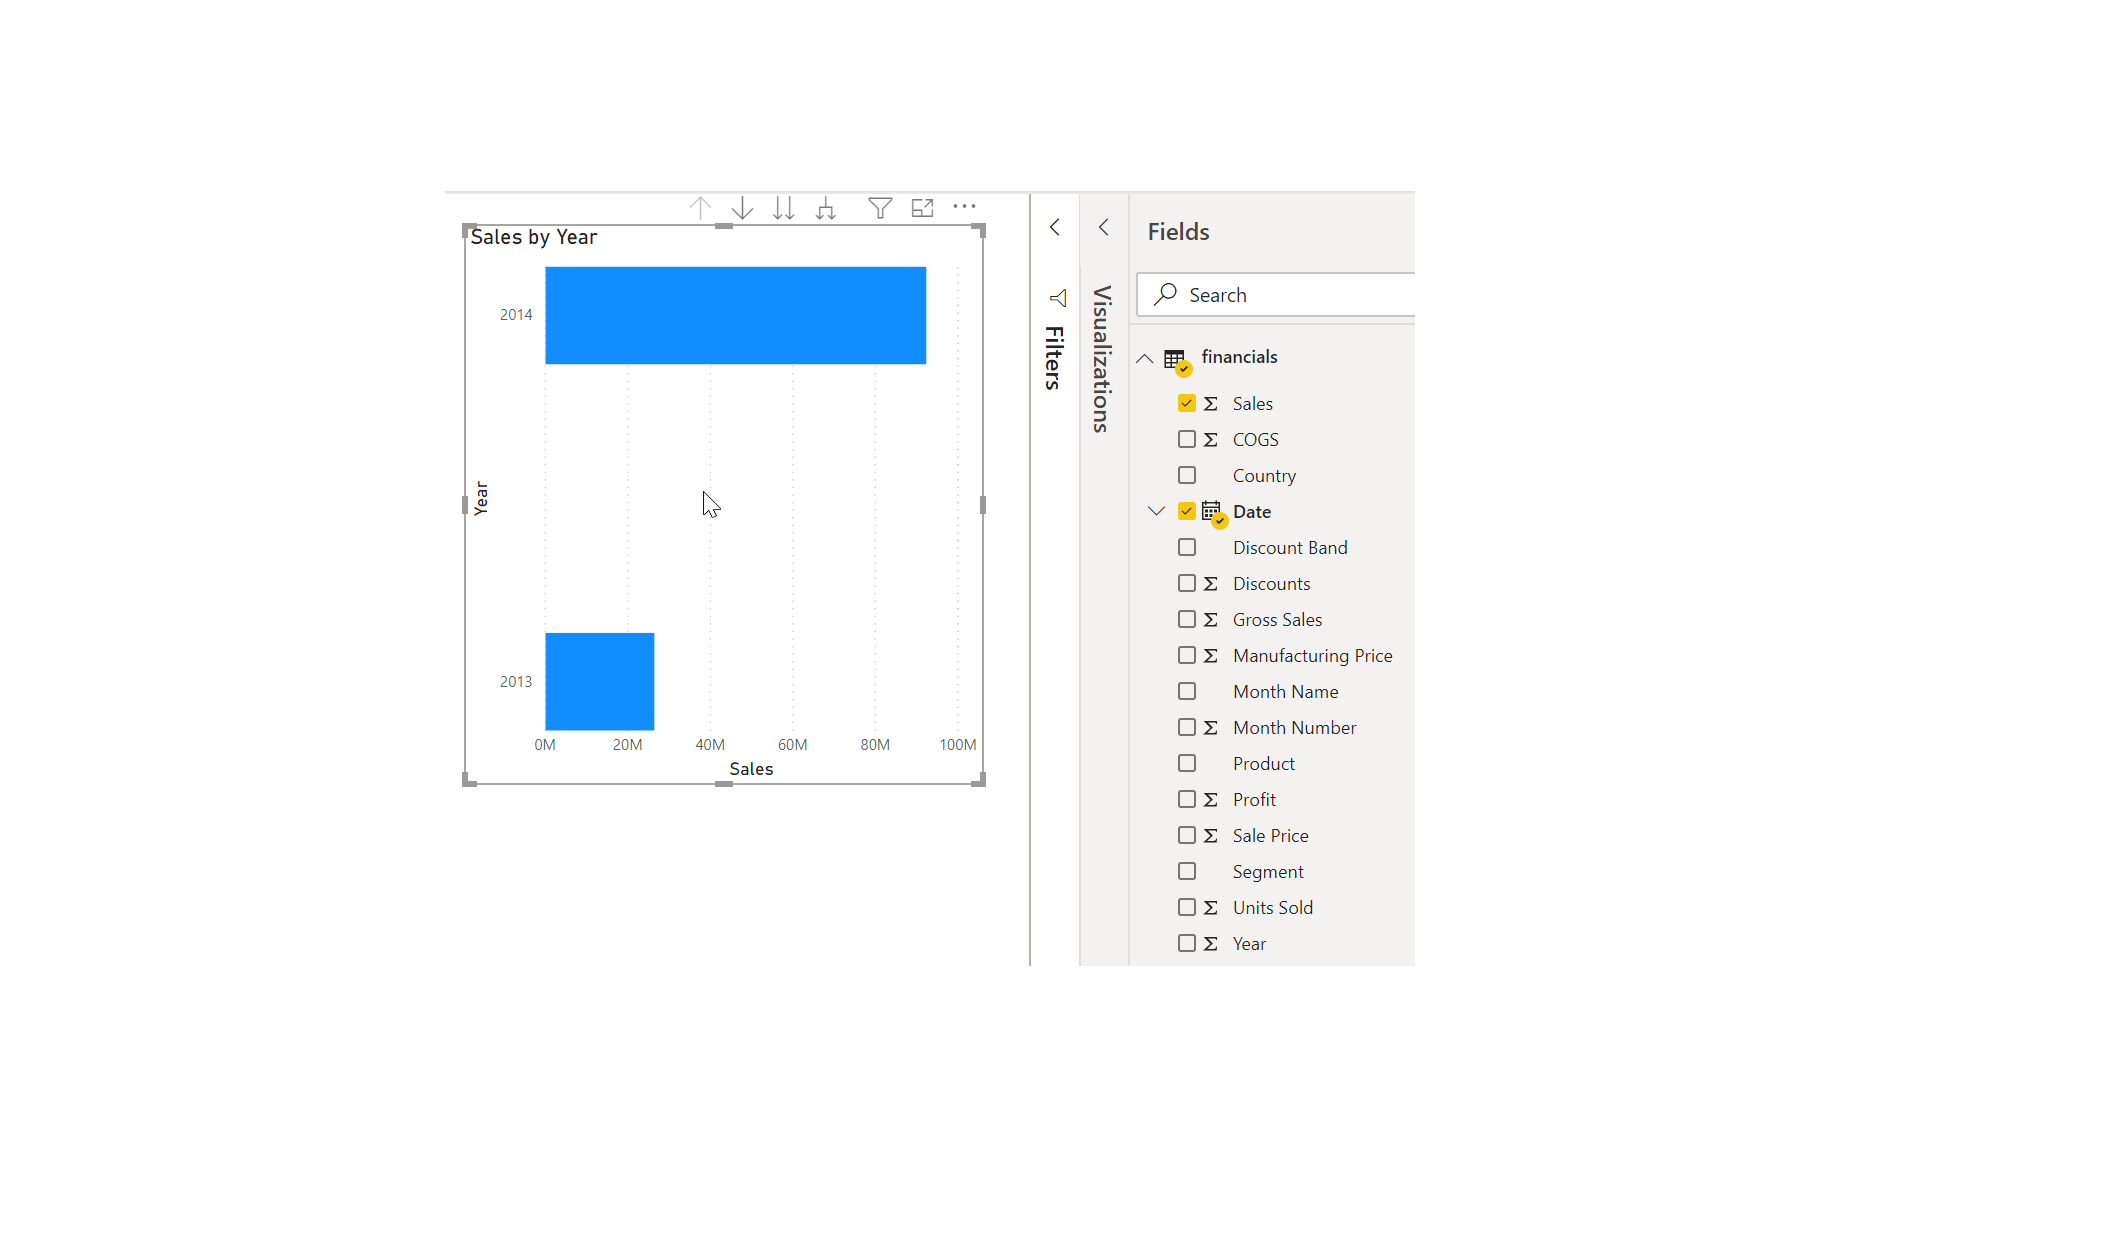 Sales by Year
2014
Year
2013
0M 20M 40M 60M 80M 100M
Sales
Filters
Visualizations
Fields
Search
financials
Sales
COGS
Country
Date
Discount Band
Discounts
Gross Sales
Manufacturing Price
Month Name
Month Number
Product
Profit
Sale Price
Segment
Units Sold
Year